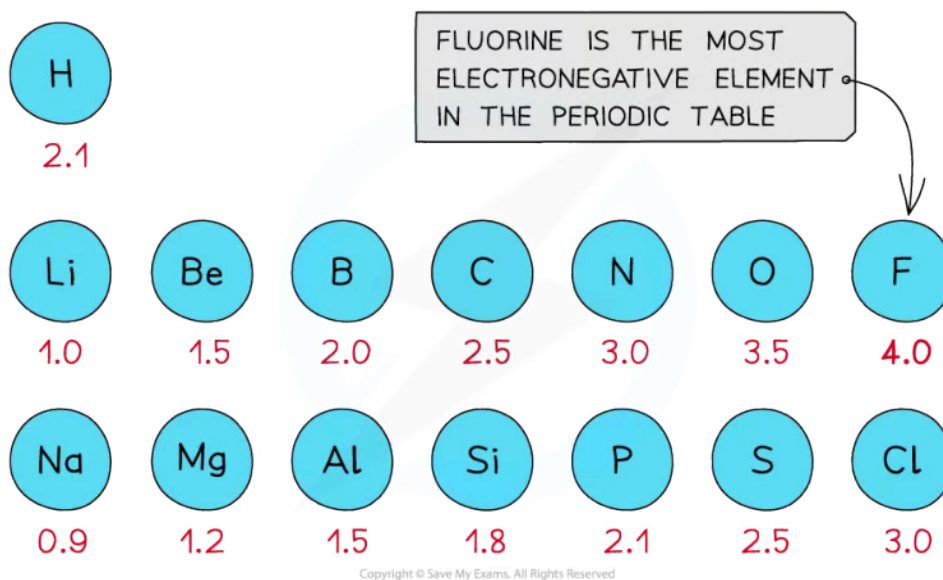 FLUORINE IS THE MOST
ELECTRONEGATIVE ELEMENT
IN THE PERIODIC TABLE
H
2.1
Li Be B C N O F
1.0 1.5 2.0 2.5 3.0 3.5 4.0
Na Mg Al Si P S Cl
0.9 1.2 1.5 1.8 2.1 2.5 3.0
Copyright © Save My Exams. All Rights Reserved